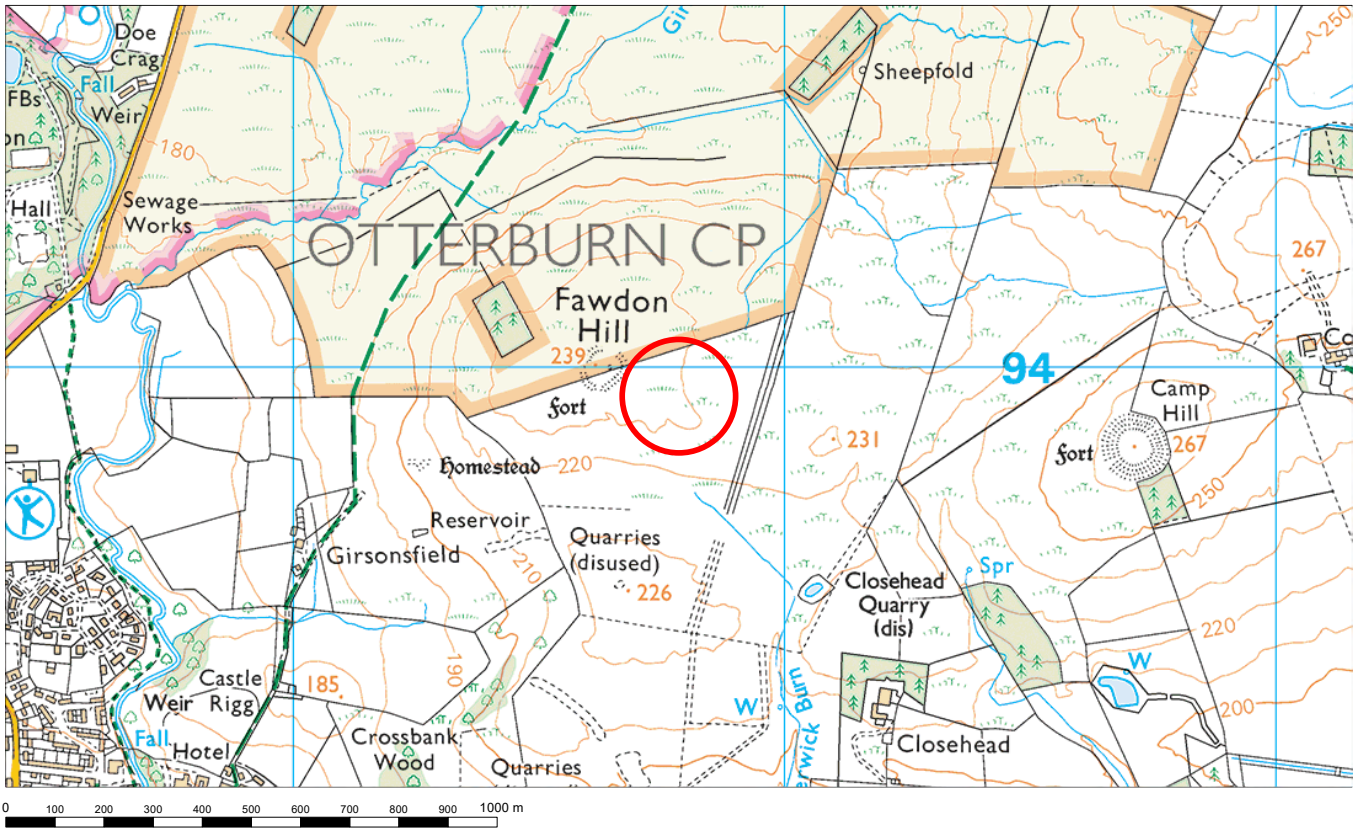 Doe
Crag
Fall
FBs
Weir
Sheepfold
250
180
Hall
Sewage
Works
OTTERBURN CP
267
Fawdon
Hill
239
94
Fort
Camp
Hill
231
Fort
267
Homestead
220
250
Reservoir
Quarries
(disused)
Girsonsfield
210
Spr
226
Closehead
Quarry
(dis)
220
Castle
Rigg
185
190
W
W
200
Weir
Fall
Hotel
Crossbank
Wood
Quarries
Closehead
0 100 200 300 400 500 600 700 800 900 1000 m